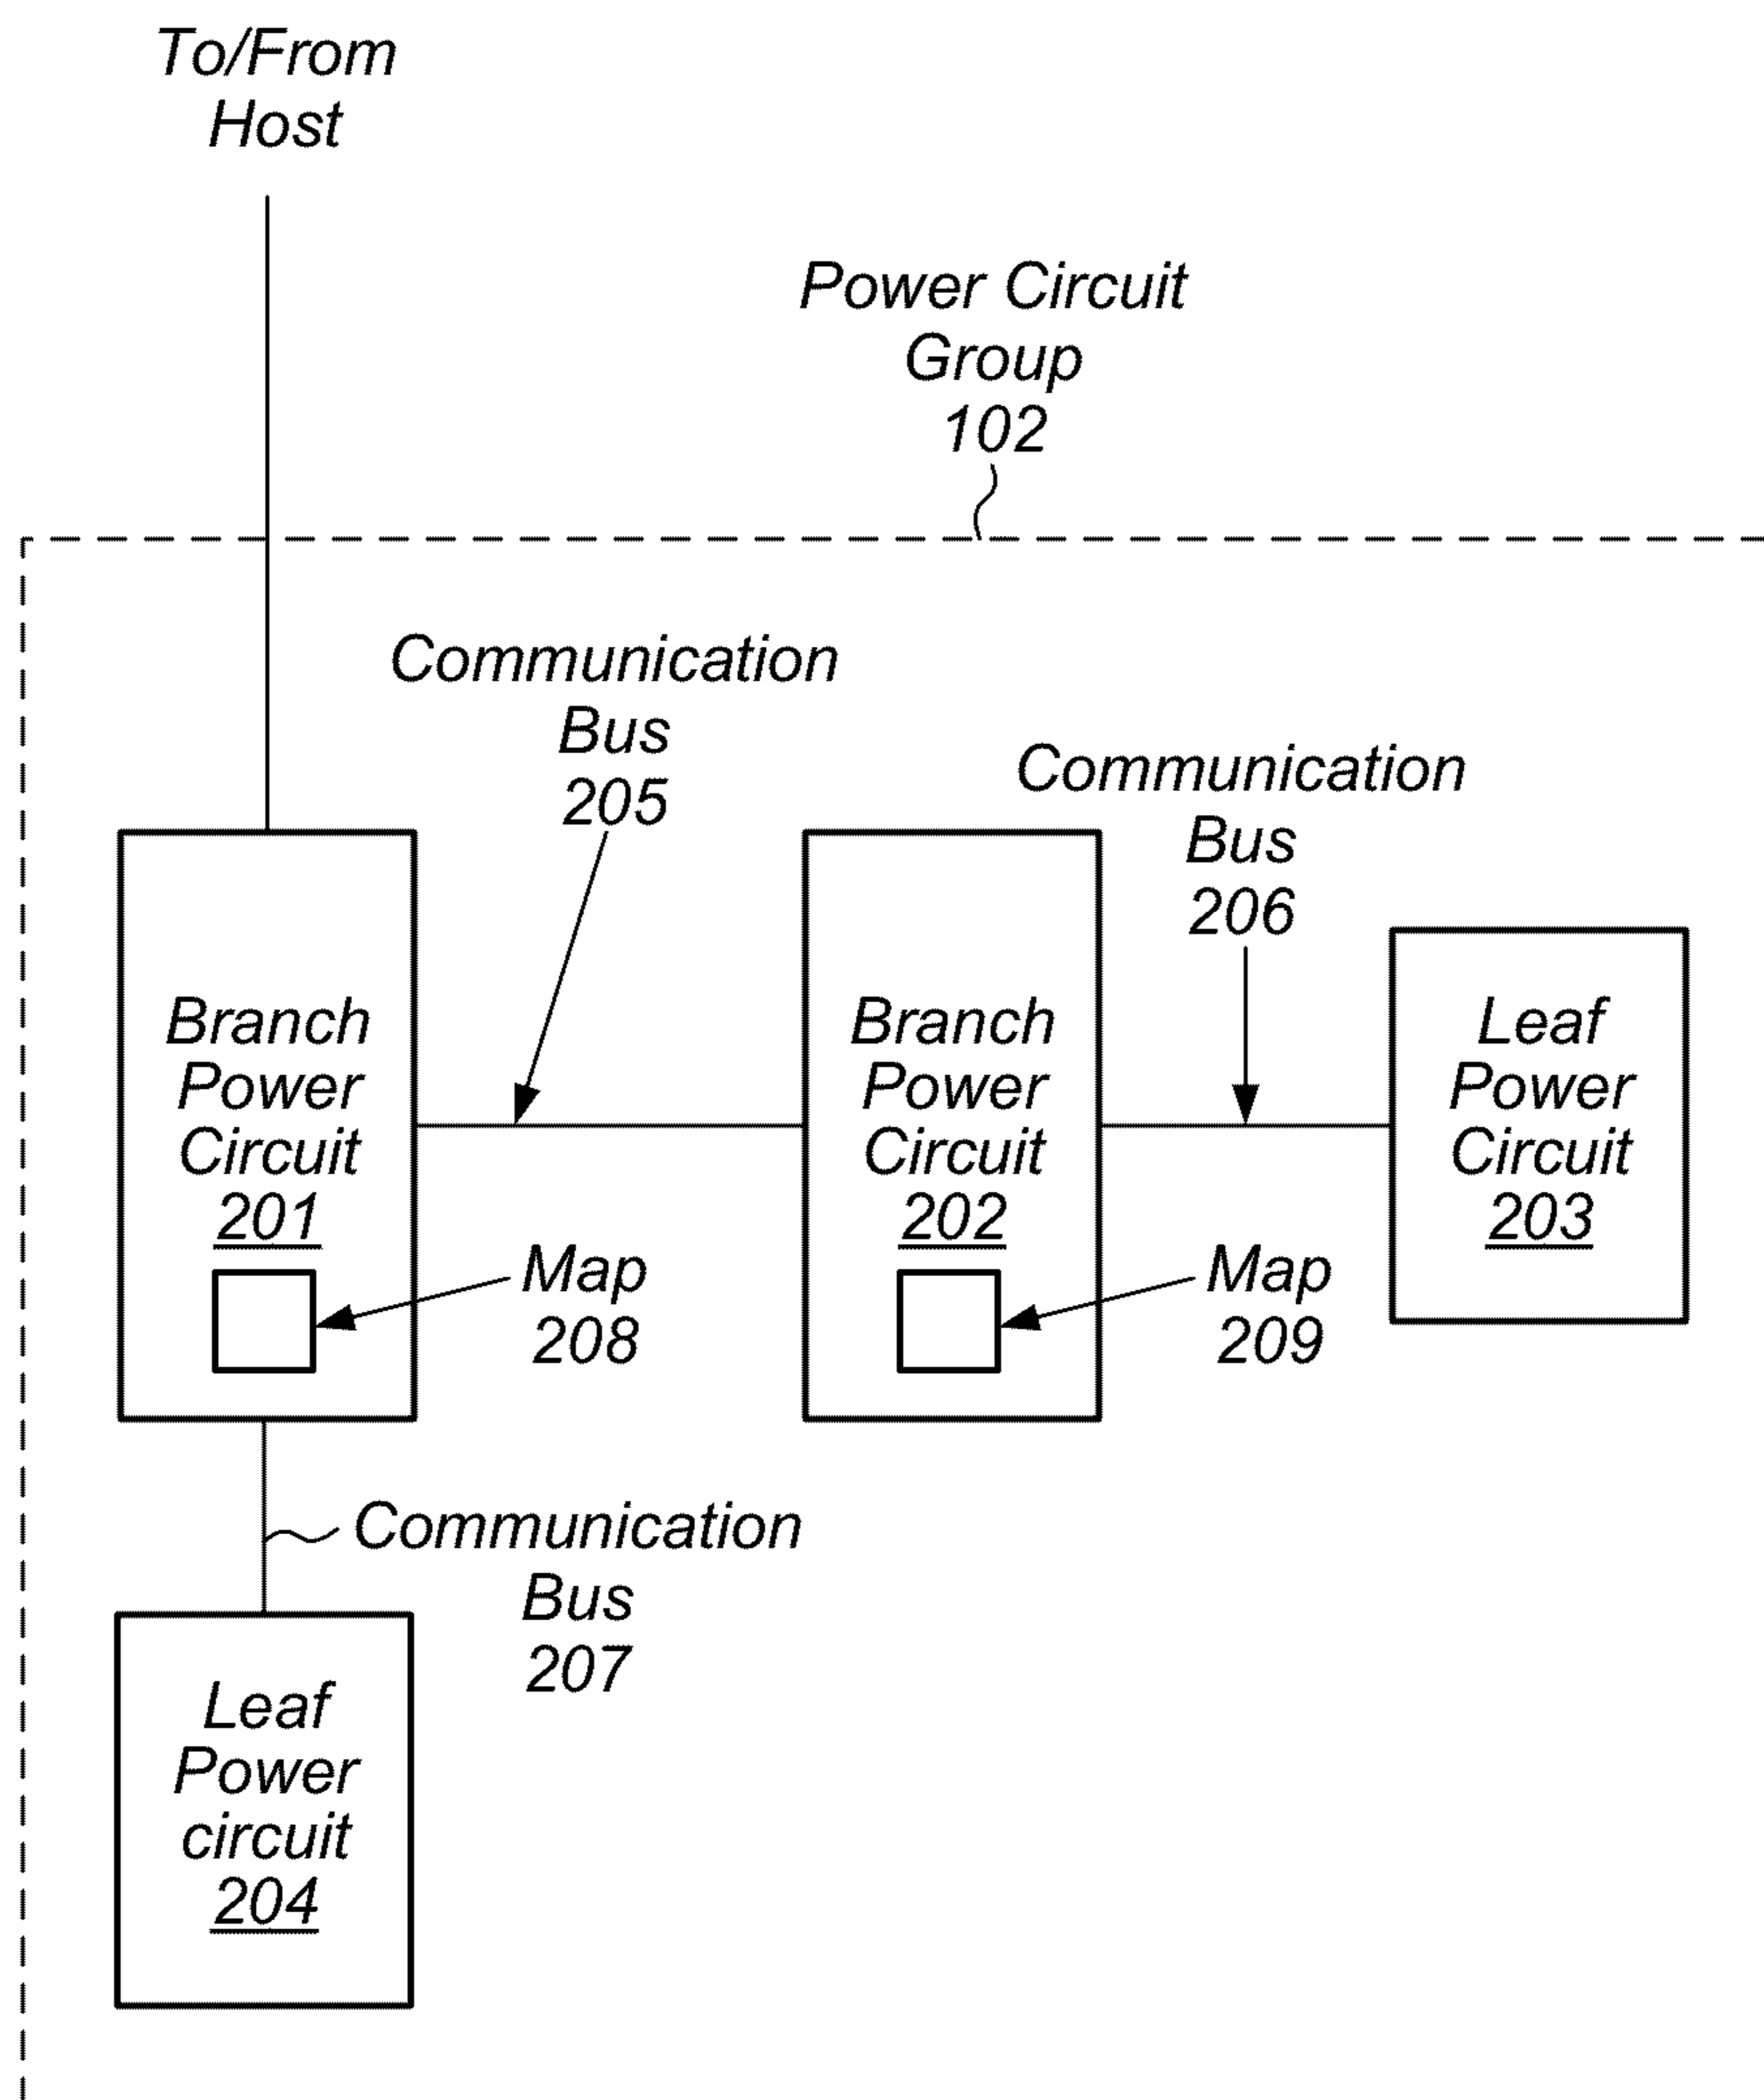 To/From
Host
Power Circuit
Group
102
Communication
Bus
205
Communication
Bus
206
Branch
Power
Circuit
201
Branch
Power
Circuit
202
Leaf
Power
Circuit
203
Map
208
Map
209
Communication
Bus
207
Leaf
Power
circuit
204